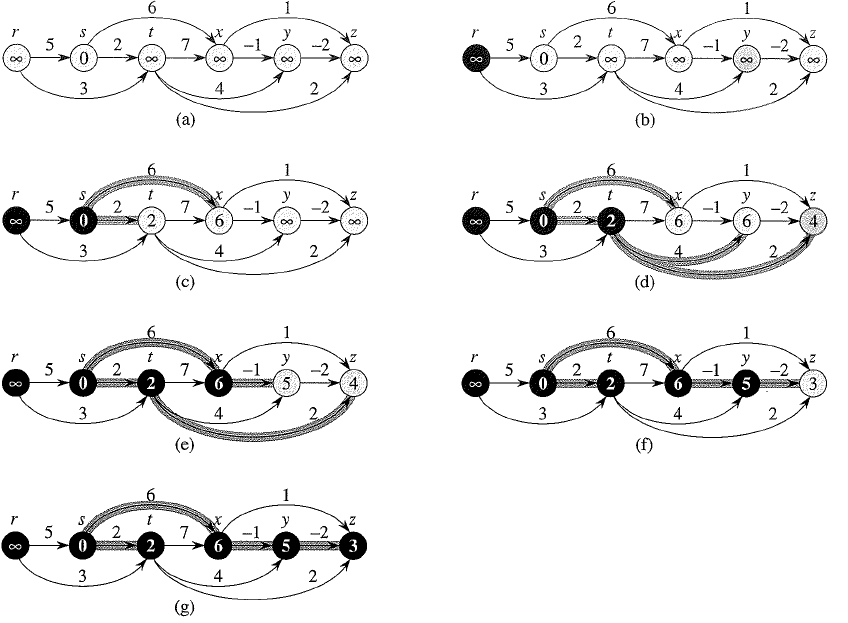 6 1
r s t x y z
5 2 7 –1 –2
∞ 0 ∞ ∞ ∞ ∞
3 4 2
(a)
6 1
r s t x y z
5 2 7 –1 –2
∞ 0 ∞ ∞ ∞ ∞
3 4 2
(b)
6 1
r s t x y z
5 2 7 –1 –2
∞ 0 2 6 ∞ ∞
3 4 2
(c)
6 1
r s t x y z
5 2 7 –1 –2
∞ 0 2 6 6 4
3 4 2
(d)
6 1
r s t x y z
5 2 7 –1 –2
∞ 0 2 6 5 4
3 4 2
(e)
6 1
r s t x y z
5 2 7 –1 –2
∞ 0 2 6 5 3
3 4 2
(f)
6 1
r s t x y z
5 2 7 –1 –2
∞ 0 2 6 5 3
3 4 2
(g)